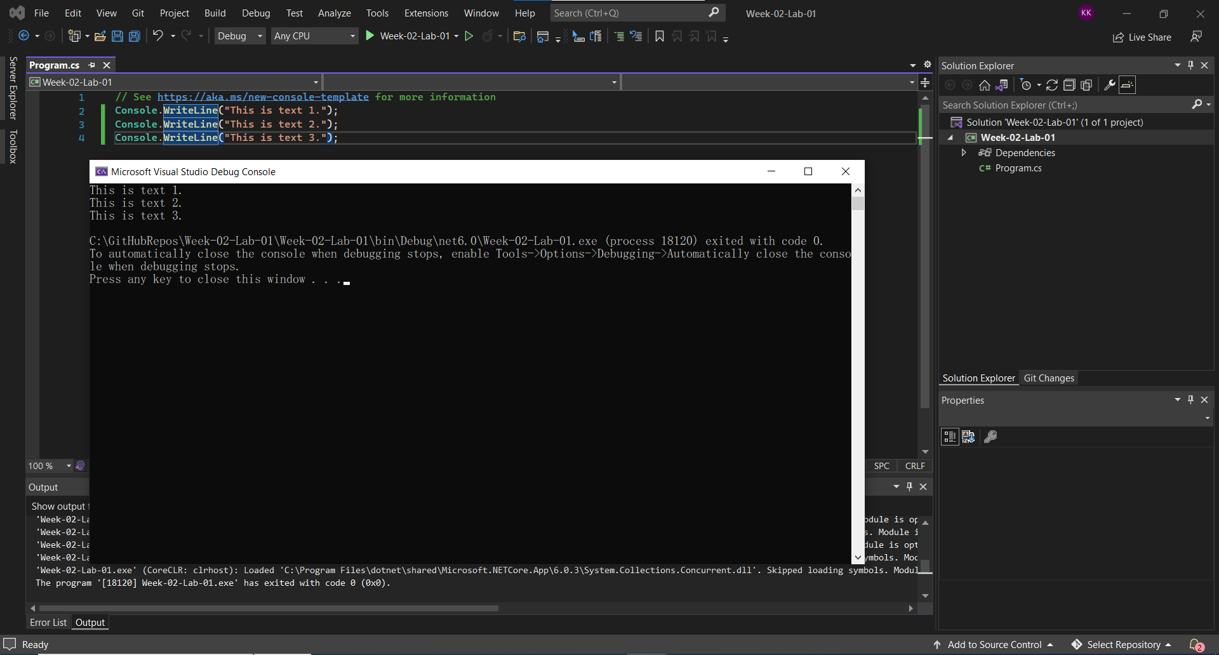 File Edit View Git Project Build Debug Test Analyze Tools Extensions Window Help Search (Ctrl+Q) Week-02-Lab-01 KK
Debug Any CPU Week-02-Lab-01 Live Share
Server Explorer
Toolbox
Program.cs
Week-02-Lab-01
1 // See https://aka.ms/new-console-template for more information
2 Console.WriteLine("This is text 1.");
3 Console.WriteLine("This is text 2.");
4 Console.WriteLine("This is text 3.");
Microsoft Visual Studio Debug Console
This is text 1.
This is text 2.
This is text 3.
C:\GitHubRepos\Week-02-Lab-01\Week-02-Lab-01\bin\Debug\net6.0\Week-02-Lab-01.exe (process 18120) exited with code 0.
To automatically close the console when debugging stops, enable Tools->Options->Debugging->Automatically close the conso
le when debugging stops.
Press any key to close this window . . .
100 % SPC CRLF
Output
Show output
'Week-02-La odule is op
'Week-02-La s. Module i
'Week-02-La dule is opt
'Week-02-La ymbols. Mod
'Week-02-Lab-01.exe' (CoreCLR: clrhost): Loaded 'C:\Program Files\dotnet\shared\Microsoft.NETCore.App\6.0.3\System.Collections.Concurrent.dll'. Skipped loading symbols. Modul
The program '[18120] Week-02-Lab-01.exe' has exited with code 0 (0x0).
Error List Output
Solution Explorer
Search Solution Explorer (Ctrl+;)
Solution 'Week-02-Lab-01' (1 of 1 project)
Week-02-Lab-01
Dependencies
C# Program.cs
Solution Explorer Git Changes
Properties
Ready Add to Source Control Select Repository 2